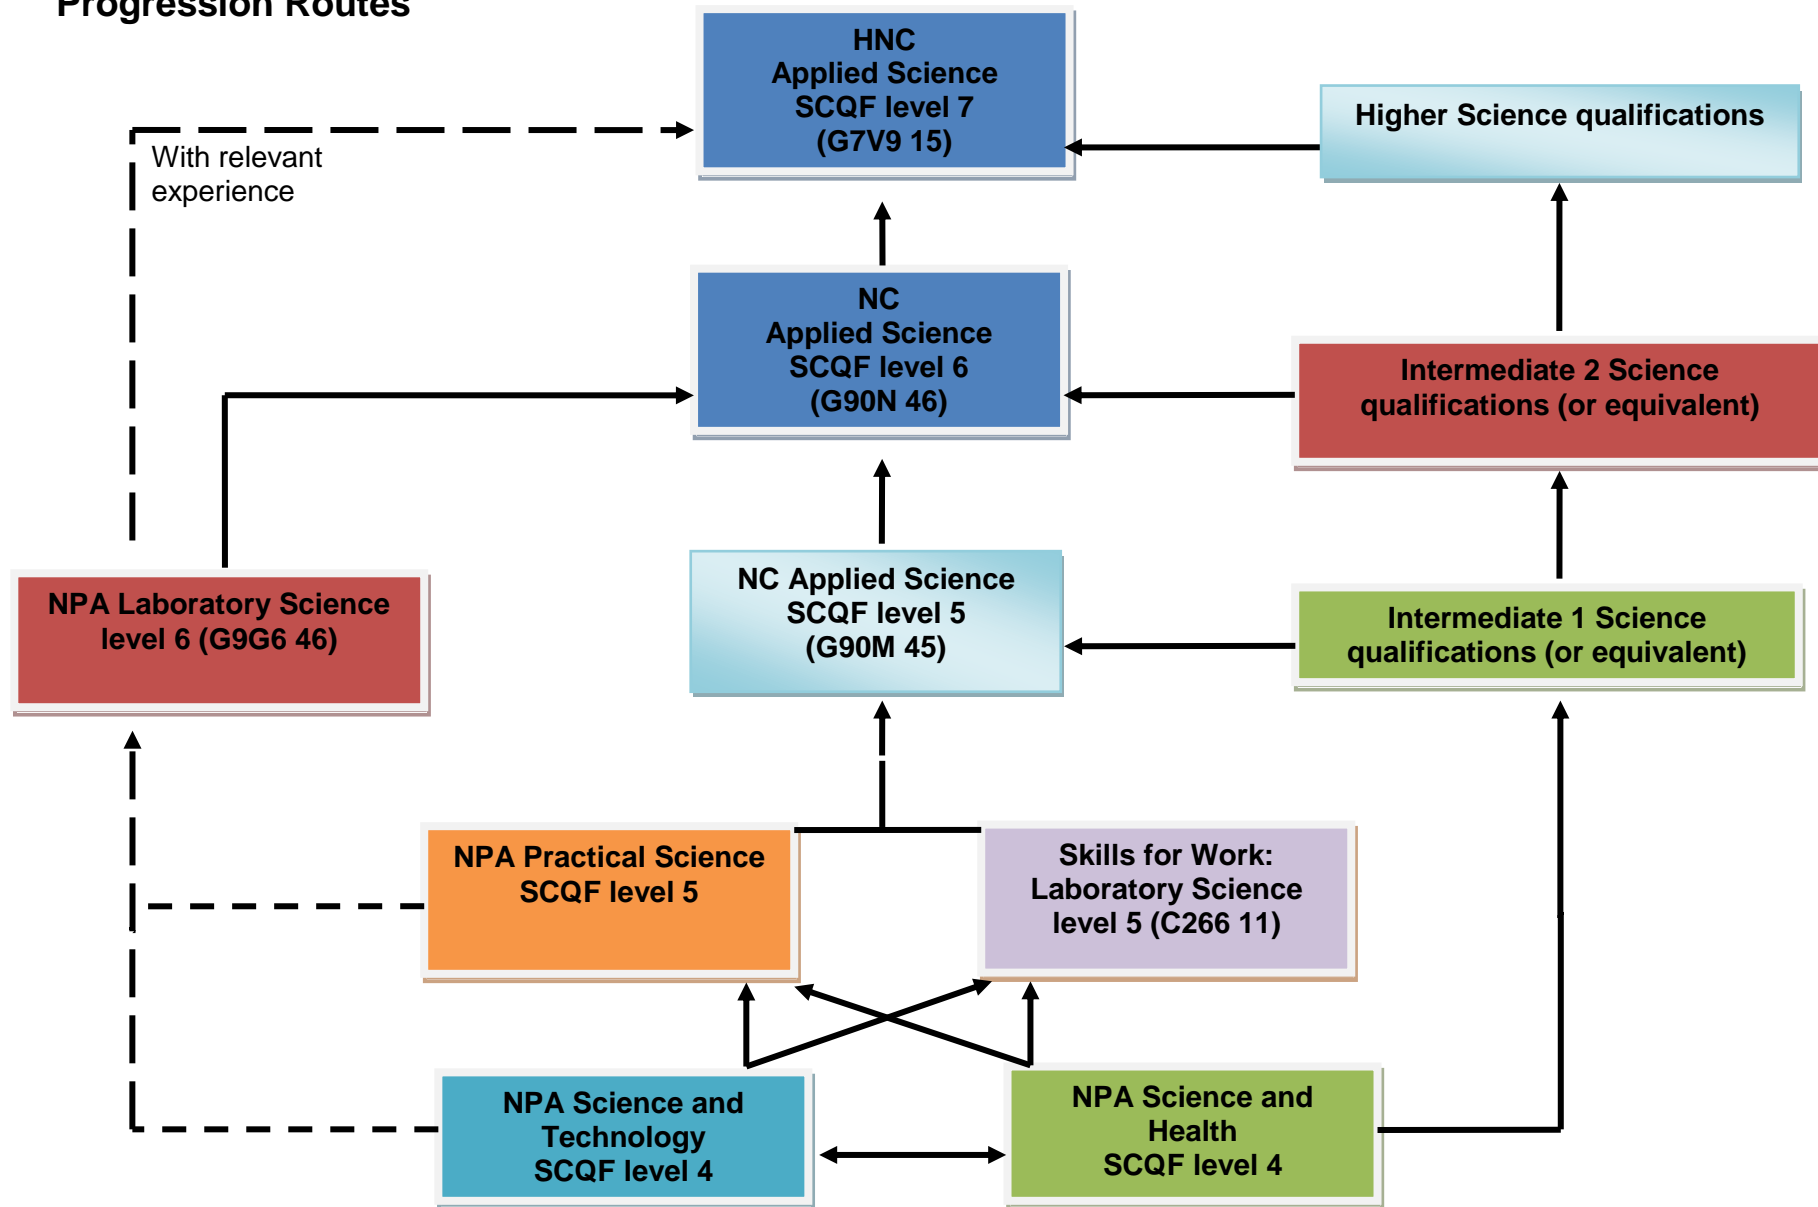 Progression Routes
HNC
Applied Science
SCQF level 7
(G7V9 15)
Higher Science qualifications
With relevant
experience
NC
Applied Science
SCQF level 6
(G90N 46)
Intermediate 2 Science
qualifications (or equivalent)
NC Applied Science
SCQF level 5
(G90M 45)
NPA Laboratory Science
level 6 (G9G6 46)
Intermediate 1 Science
qualifications (or equivalent)
NPA Practical Science
SCQF level 5
Skills for Work:
Laboratory Science
level 5 (C266 11)
NPA Science and
Technology
SCQF level 4
NPA Science and
Health
SCQF level 4